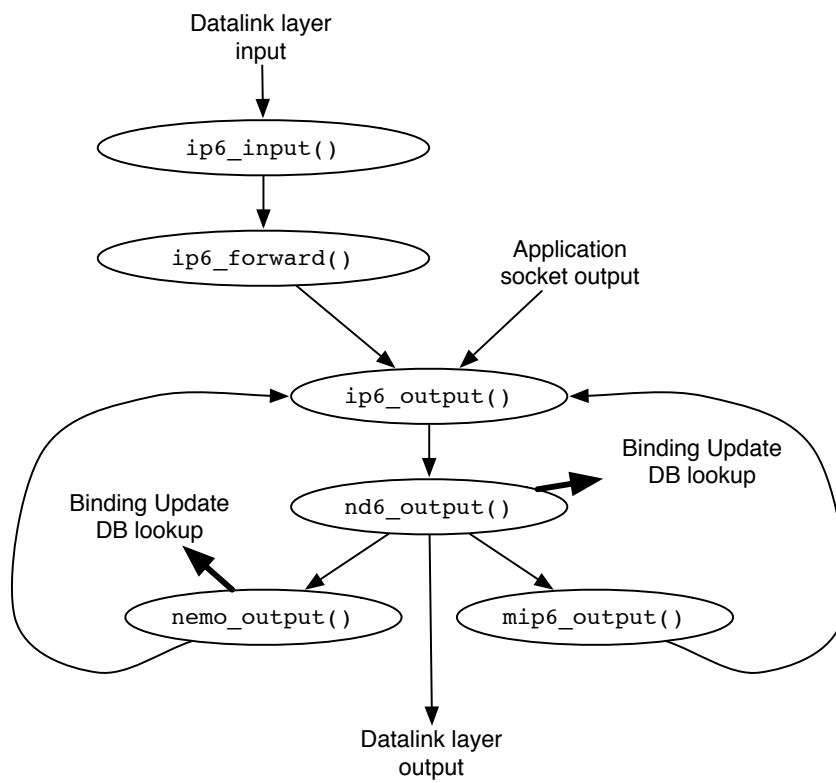 Datalink layer
input
ip6_input()
ip6_forward()
Application
socket output
ip6_output()
Binding Update
DB lookup
nd6_output()
Binding Update
DB lookup
nemo_output()
mip6_output()
Datalink layer
output